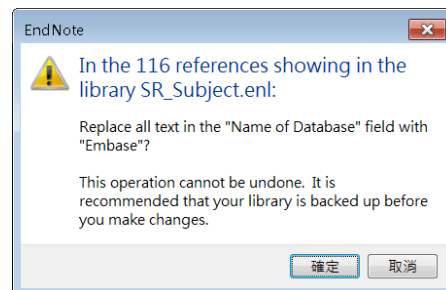 EndNote
In the 116 references showing in the
library SR_Subject.enl:
Replace all text in the "Name of Database" field with
"Embase"?
This operation cannot be undone. It is
recommended that your library is backed up before
you make changes.
確定
取消